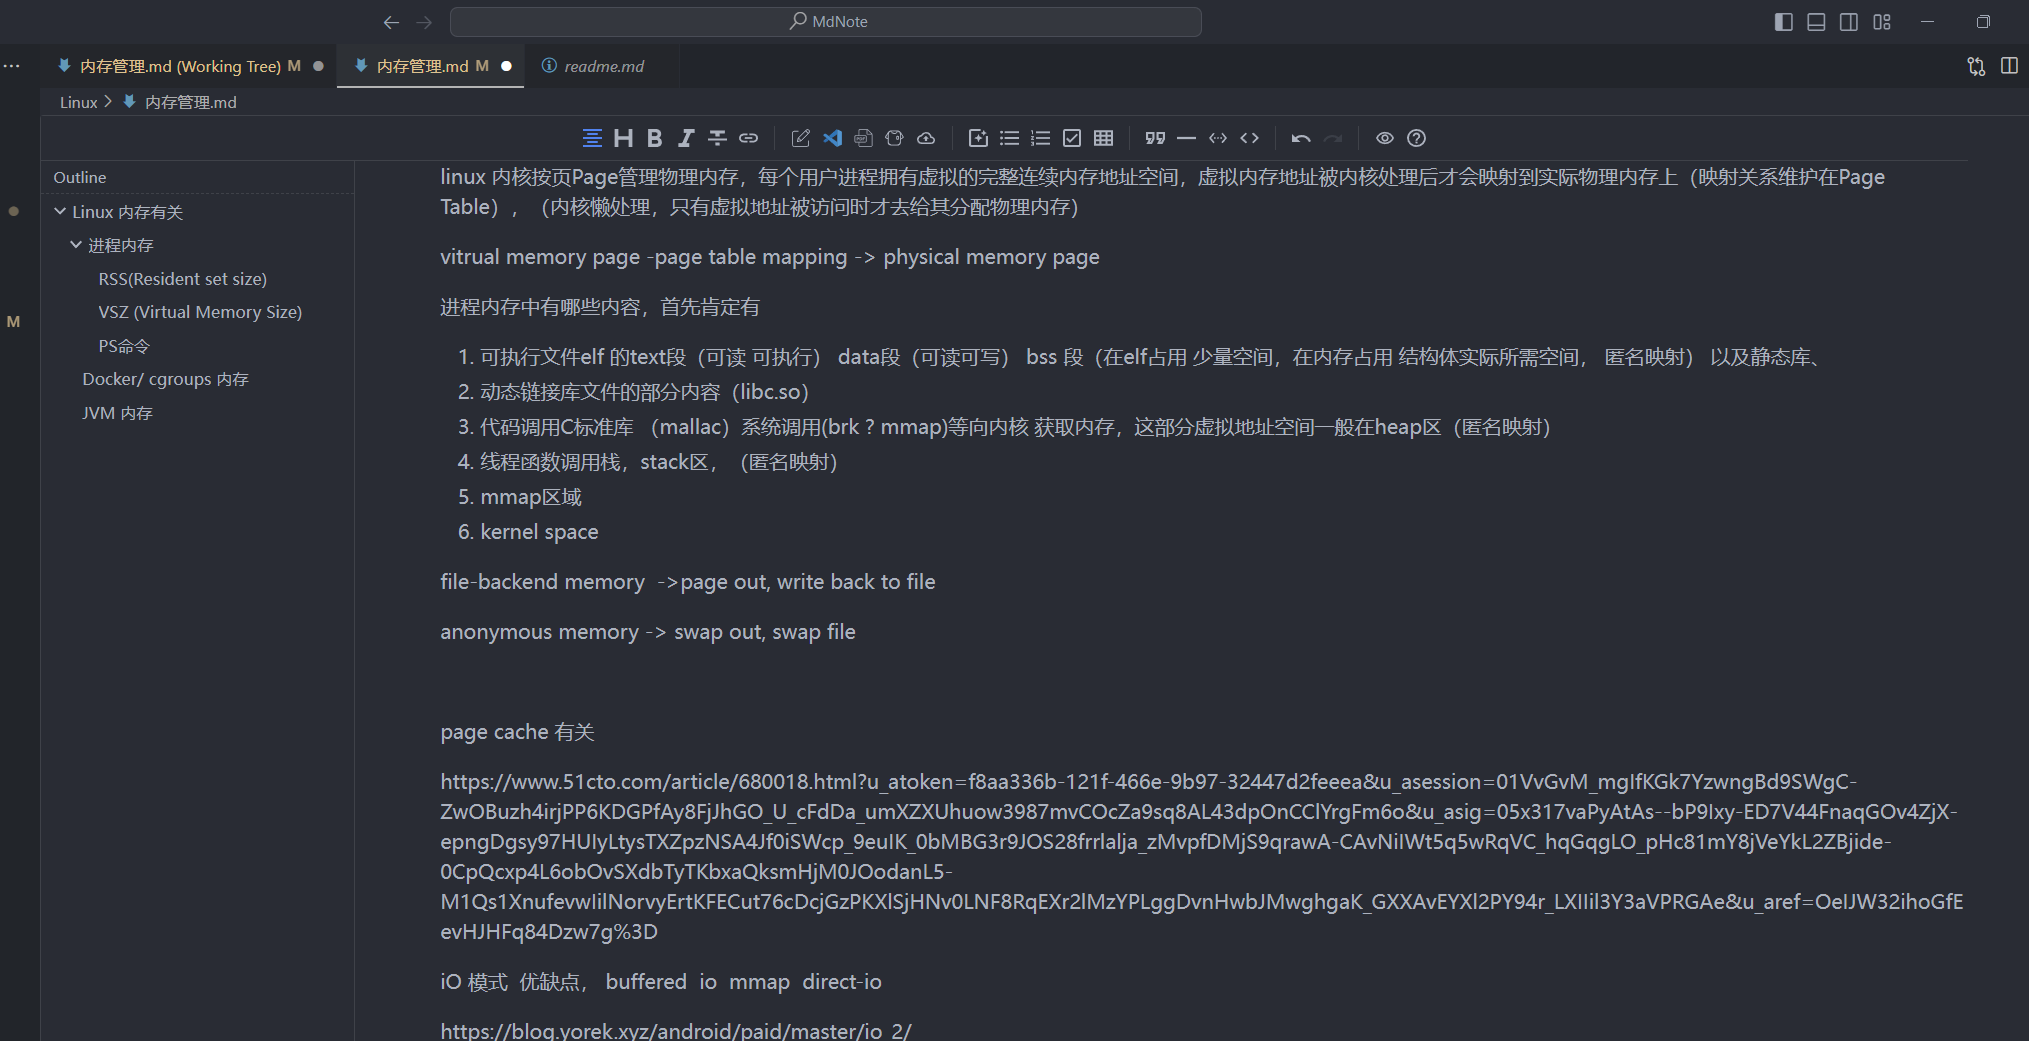 MdNote
内存管理.md (Working Tree) M
内存管理.md M
readme.md
Linux > 内存管理.md
Outline
Linux 内存有关
进程内存
RSS(Resident set size)
VSZ (Virtual Memory Size)
PS命令
Docker/ cgroups 内存
JVM 内存
M
linux 内核按页Page管理物理内存，每个用户进程拥有虚拟的完整连续内存地址空间，虚拟内存地址被内核处理后才会映射到实际物理内存上（映射关系维护在Page
Table），（内核懒处理，只有虚拟地址被访问时才去给其分配物理内存）
vitrual memory page -page table mapping -> physical memory page
进程内存中有哪些内容，首先肯定有
1. 可执行文件elf 的text段（可读 可执行） data段（可读可写） bss 段（在elf占用 少量空间，在内存占用 结构体实际所需空间， 匿名映射） 以及静态库、
2. 动态链接库文件的部分内容（libc.so）
3. 代码调用C标准库 （mallac）系统调用(brk ? mmap)等向内核 获取内存，这部分虚拟地址空间一般在heap区（匿名映射）
4. 线程函数调用栈，stack区，（匿名映射）
5. mmap区域
6. kernel space
file-backend memory ->page out, write back to file
anonymous memory -> swap out, swap file
page cache 有关
https://www.51cto.com/article/680018.html?u_atoken=f8aa336b-121f-466e-9b97-32447d2feeea&u_asession=01VvGvM_mgIfKGk7YzwngBd9SWgC-
ZwOBuzh4irjPP6KDGPfAy8FjJhGO_U_cFdDa_umXZXUhuow3987mvCOcZa9sq8AL43dpOnCClYrgFm6o&u_asig=05x317vaPyAtAs--bP9Ixy-ED7V44FnaqGOv4ZjX-
epngDgsy97HUIyLtysTXZpzNSA4Jf0iSWcp_9euIK_0bMBG3r9JOS28frrlalja_zMvpfDMjS9qrawA-CAvNilWt5q5wRqVC_hqGqgLO_pHc81mY8jVeYkL2ZBjide-
0CpQcxp4L6obOvSXdbTyTKbxaQksmHjM0JOodanL5-
M1Qs1XnufevwIilNorvyErtKFECut76cDcjGzPKXlSjHNv0LNF8RqEXr2lMzYPLggDvnHwbJMwghgaK_GXXAvEYXl2PY94r_LXIIil3Y3aVPRGAe&u_aref=OeIJW32ihoGfE
evHJHFq84Dzw7g%3D
iO 模式 优缺点， buffered io mmap direct-io
https://blog.yorek.xyz/android/paid/master/io_2/